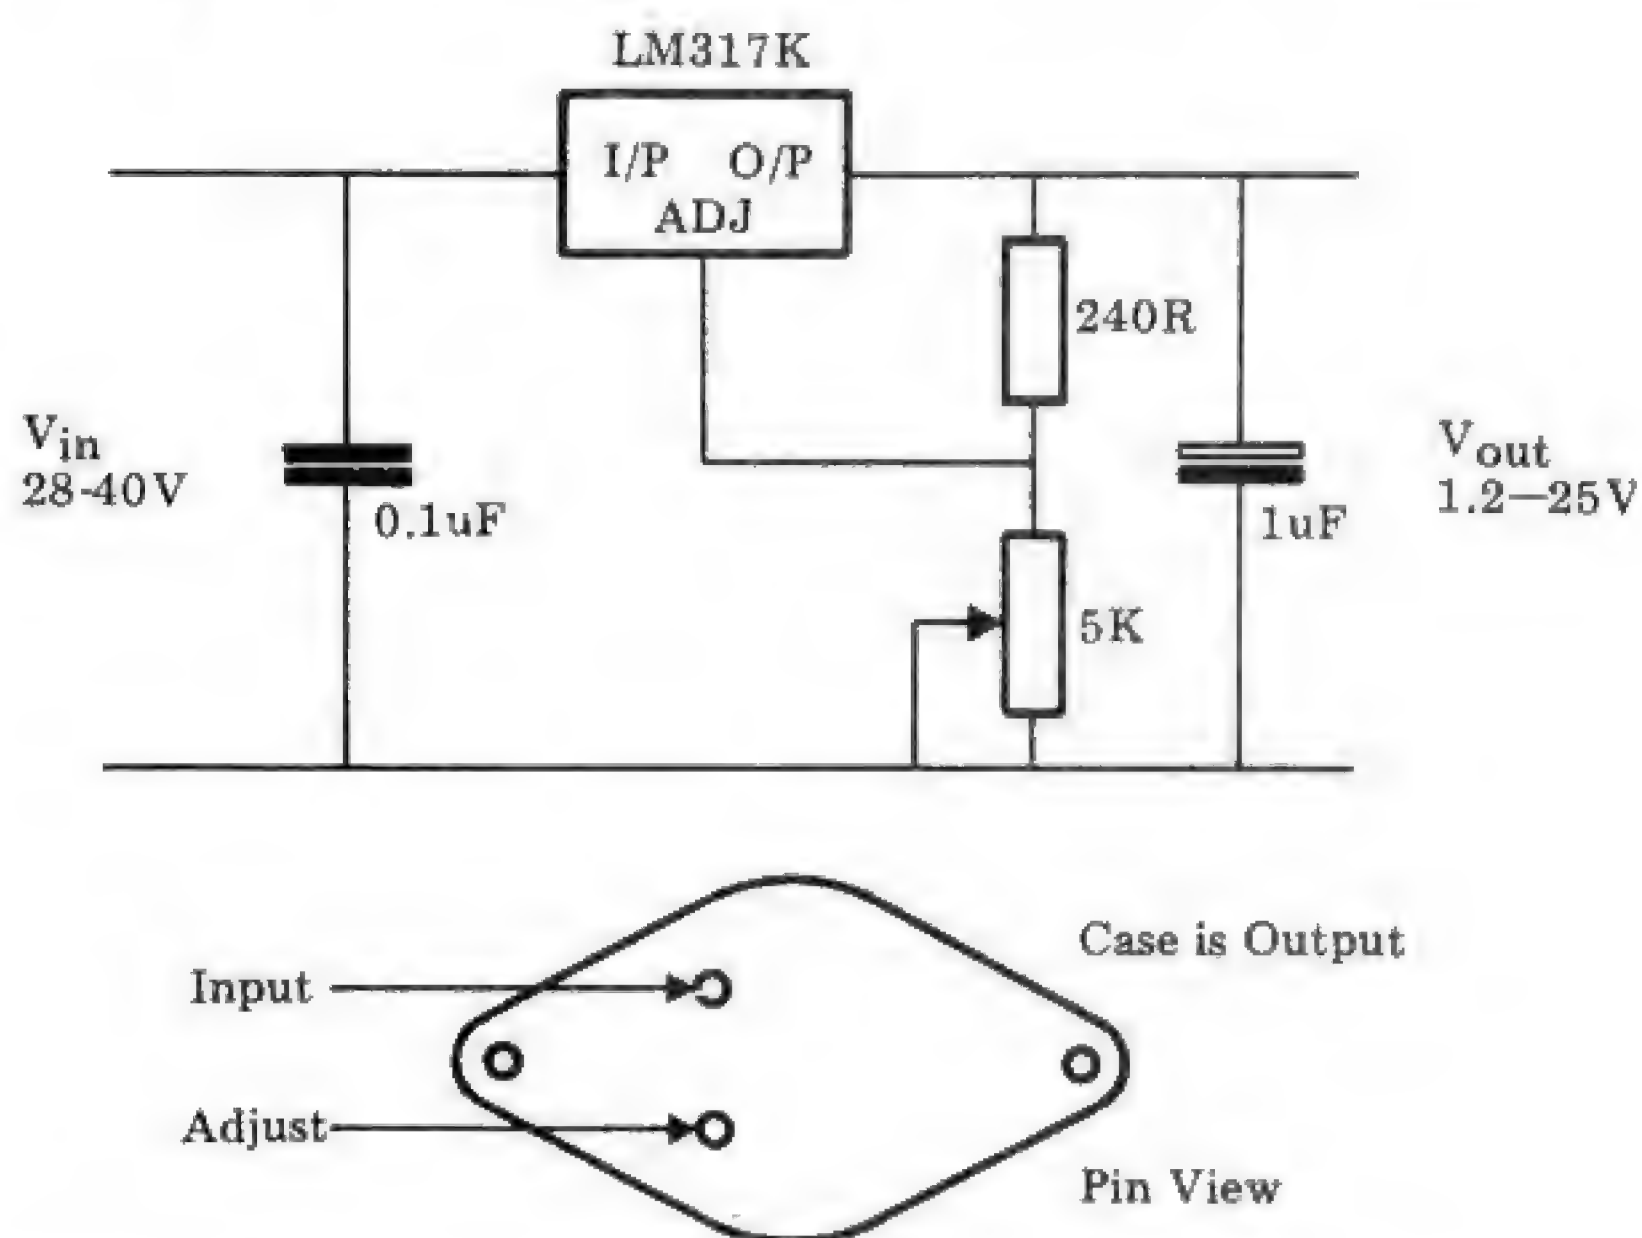 LM317K
I/P O/P
ADJ
240R
Vin
28-40V
0.1uF
Vout
1.2—25V
1uF
5K
Case is Output
Input
Adjust
Pin View